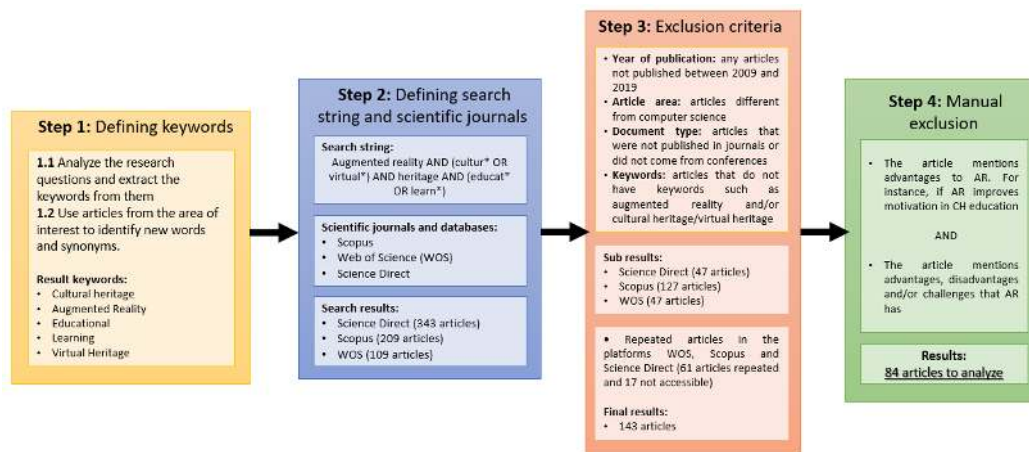 Step 1: Defining keywords
1.1 Analyze the research
questions and extract the
keywords from them
1.2 Use articles from the area of
interest to identify new words
and synonyms.
Result keywords:
• Cultural heritage
• Augmented Reality
• Educational
• Learning
• Virtual Heritage
Step 2: Defining search
string and scientific journals
Search string:
Augmented reality AND (cultur* OR
virtual*) AND heritage AND (educat*
OR learn*)
Scientific journals and databases:
• Scopus
• Web of Science (WOS)
• Science Direct
Search results:
• Science Direct (343 articles)
• Scopus (209 articles)
• WOS (109 articles)
Step 3: Exclusion criteria
• Year of publication: any articles
not published between 2009 and
2019
• Article area: articles different
from computer science
• Document type: articles that
were not published in journals or
did not come from conferences
• Keywords: articles that do not
have keywords such as
augmented reality and/or
cultural heritage/virtual heritage
Sub results:
• Science Direct (47 articles)
• Scopus (127 articles)
• WOS (47 articles)
• Repeated articles in the
platforms WOS, Scopus and
Science Direct (61 articles repeated
and 17 not accessible)
Final results:
• 143 articles
Step 4: Manual
exclusion
• The article mentions
advantages to AR. For
instance, if AR improves
motivation in CH education
AND
• The article mentions
advantages, disadvantages
and/or challenges that AR
has
Results:
84 articles to analyze